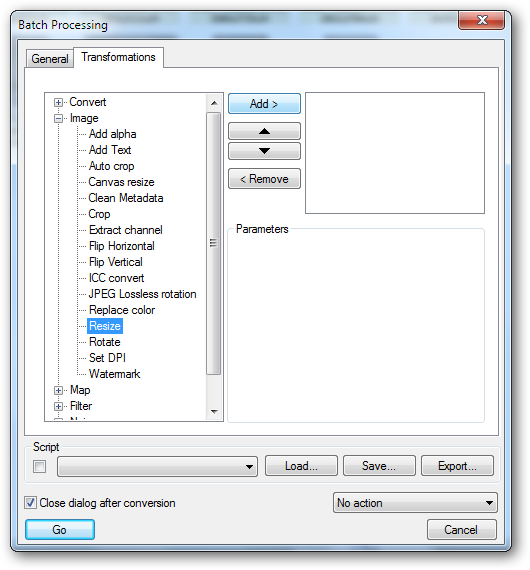 Batch Processing
General
Transformations
Convert
Image
Add alpha
Add Text
Auto crop
Canvas resize
Clean Metadata
Crop
Extract channel
Flip Horizontal
Flip Vertical
ICC convert
JPEG Lossless rotation
Replace color
Resize
Rotate
Set DPI
Watermark
Map
Filter
Add >
< Remove
Parameters
Script
Load...
Save...
Export...
Close dialog after conversion
No action
Go
Cancel